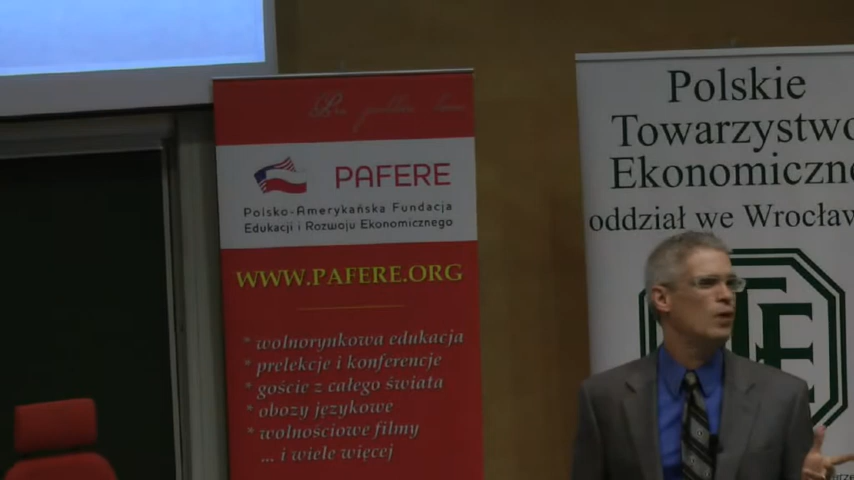 PAFERE
Polsko-Amerykańska Fundacja
Edukacji i Rozwoju Ekonomicznego
WWW.PAFERE.ORG
* wolnorynkowa edukacja
* prelekcje i konferencje
* goście z całego świata
* obozy językowe
* wolnościowe filmy
... i wiele więcej
Polskie
Towarzystwo
Ekonomiczne
oddział we Wrocław
TE